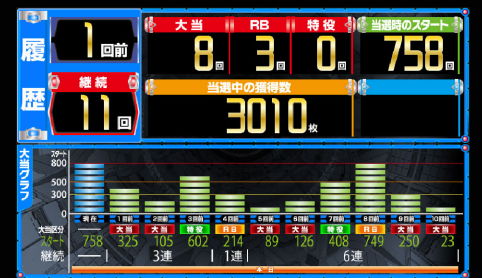 履歴
1回前
大当 RB 特役 当選時のスタート
8回 3回 0回 758回
継続
11回
当選中の獲得数
3010枚
大当グラフ
スタート
800
500
300
0
現在 1回前 2回前 3回前 4回前 5回前 6回前 7回前 8回前 9回前 10回前
大当区分 —— 大当 大当 特役 RB 大当 大当 特役 RB 大当 大当
スタート 758 325 105 602 214 89 126 408 749 250 23
継続 — 3連 1連 6連
本日